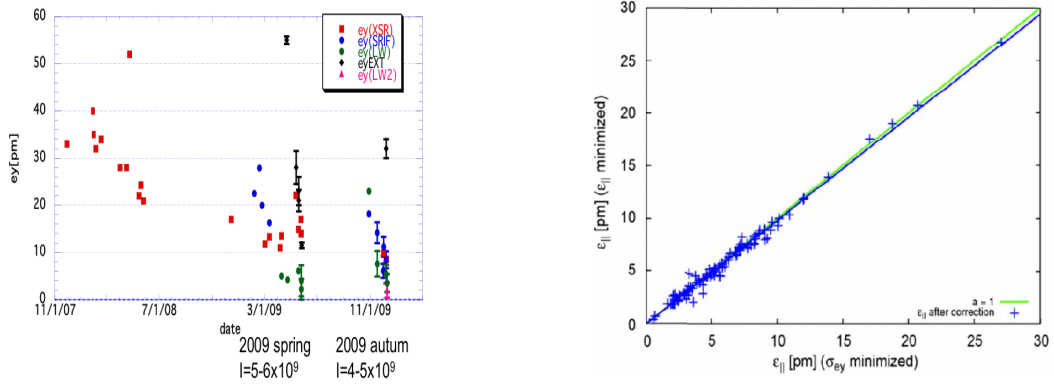 60
50
40
30
20
10
0
ey[pm]
11/1/07
7/1/08
3/1/09
11/1/09
date
ey(XSR)
ey(SRIF)
ey(LW)
eyEXT
ey(LW2)
2009 spring
I=5-6x10⁹
2009 autum
I=4-5x10⁹
30
25
20
15
10
5
0
ε|| [pm] (ε|| minimized)
a = 1
ε|| after correction
0
5
10
15
20
25
30
ε|| [pm] (σey minimized)